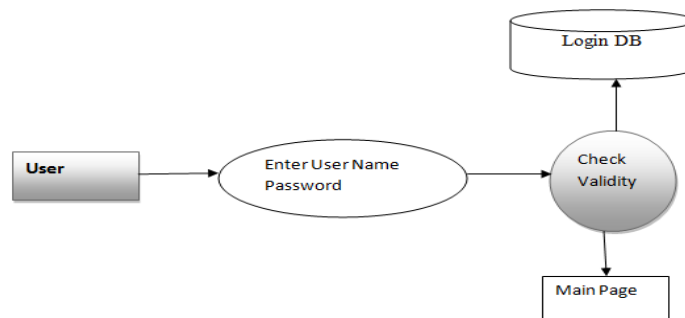 Login DB
User
Enter User Name
Password
Check
Validity
Main Page